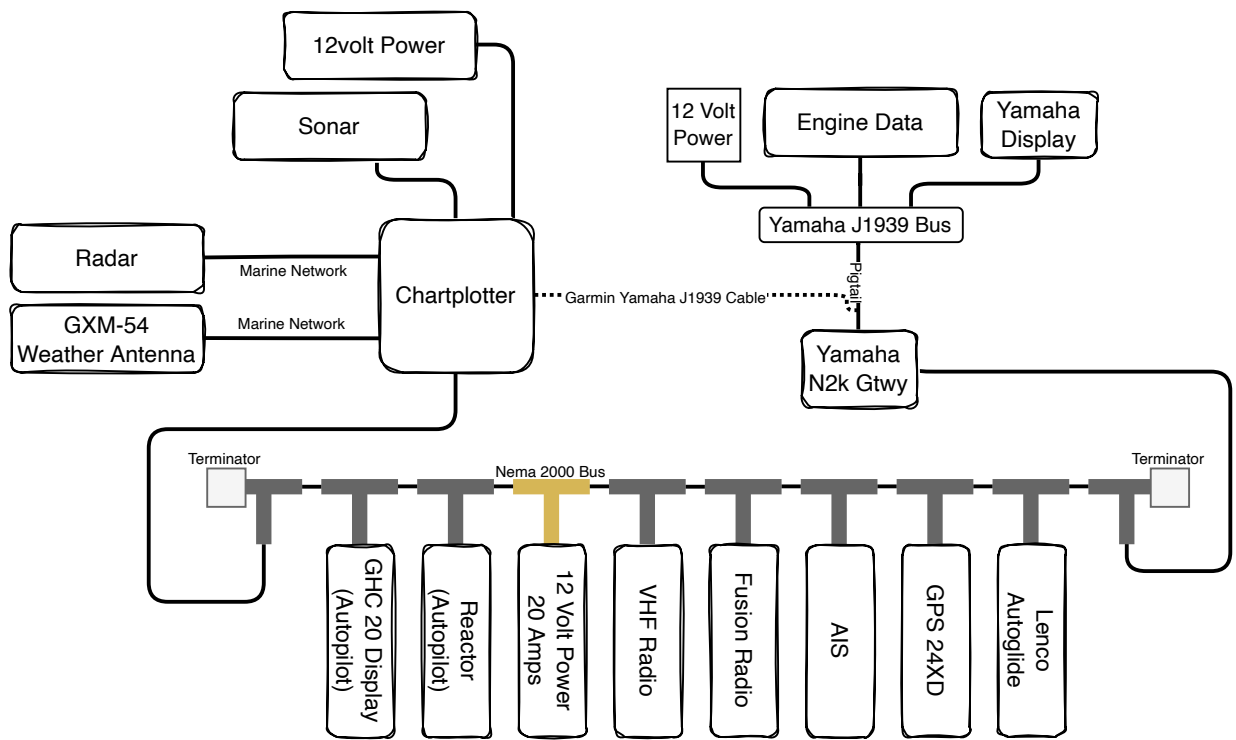 12volt Power
Sonar
12 Volt
Power
Engine Data
Yamaha
Display
Yamaha J1939 Bus
Radar
Marine Network
Pigtail
Chartplotter
Garmin Yamaha J1939 Cable'
GXM-54
Weather Antenna
Marine Network
Yamaha
N2k Gtwy
Terminator
Nema 2000 Bus
Terminator
GHC 20 Display
(Autopilot)
Reactor
(Autopilot)
12 Volt Power
20 Amps
VHF Radio
Fusion Radio
AIS
GPS 24XD
Lenco
Autoglide